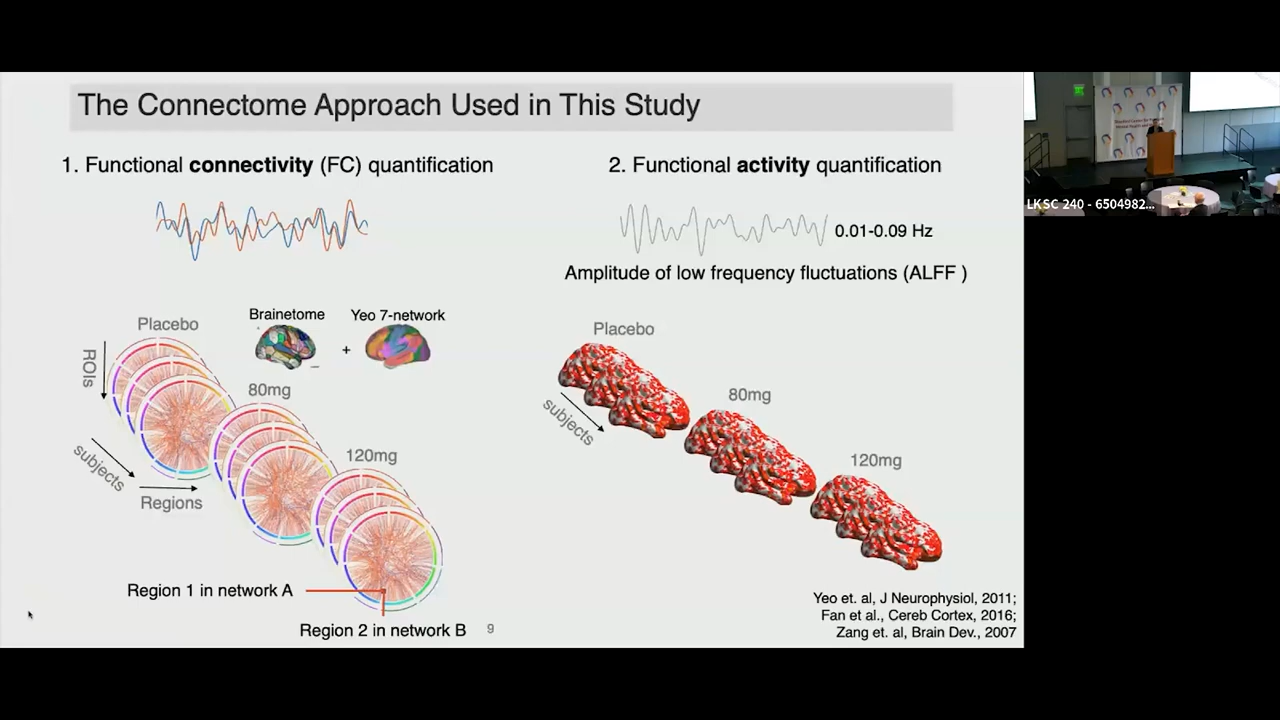 The Connectome Approach Used in This Study
1. Functional connectivity (FC) quantification
2. Functional activity quantification
0.01-0.09 Hz
Amplitude of low frequency fluctuations (ALFF )
Brainetome
Yeo 7-network
+
Placebo
ROIs
80mg
120mg
subjects
Regions
Region 1 in network A
Region 2 in network B
Placebo
80mg
120mg
subjects
Yeo et. al, J Neurophysiol, 2011;
Fan et al., Cereb Cortex, 2016;
Zang et. al, Brain Dev., 2007
9
LKSC 240 - 6504982...